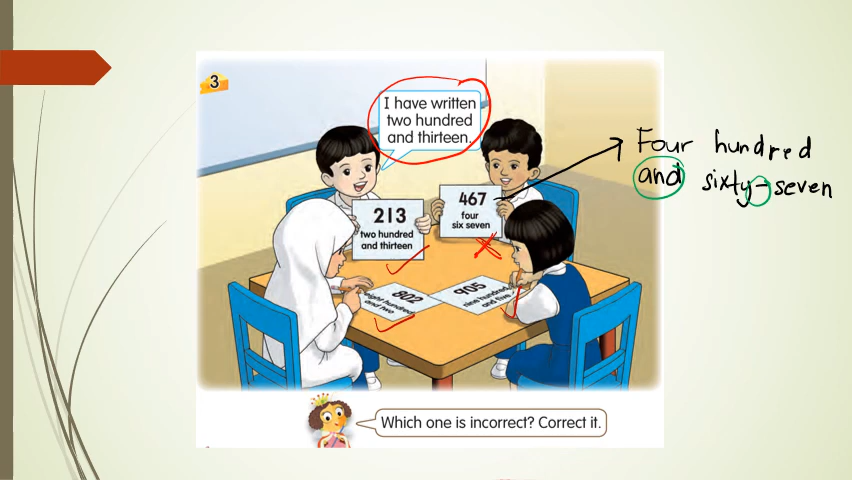 3
I have written
two hundred
and thirteen.
Four hundred
and sixty-seven
213
two hundred
and thirteen
467
four
six seven
802
eight hundred
and two
905
nine hundred
and five
Which one is incorrect? Correct it.